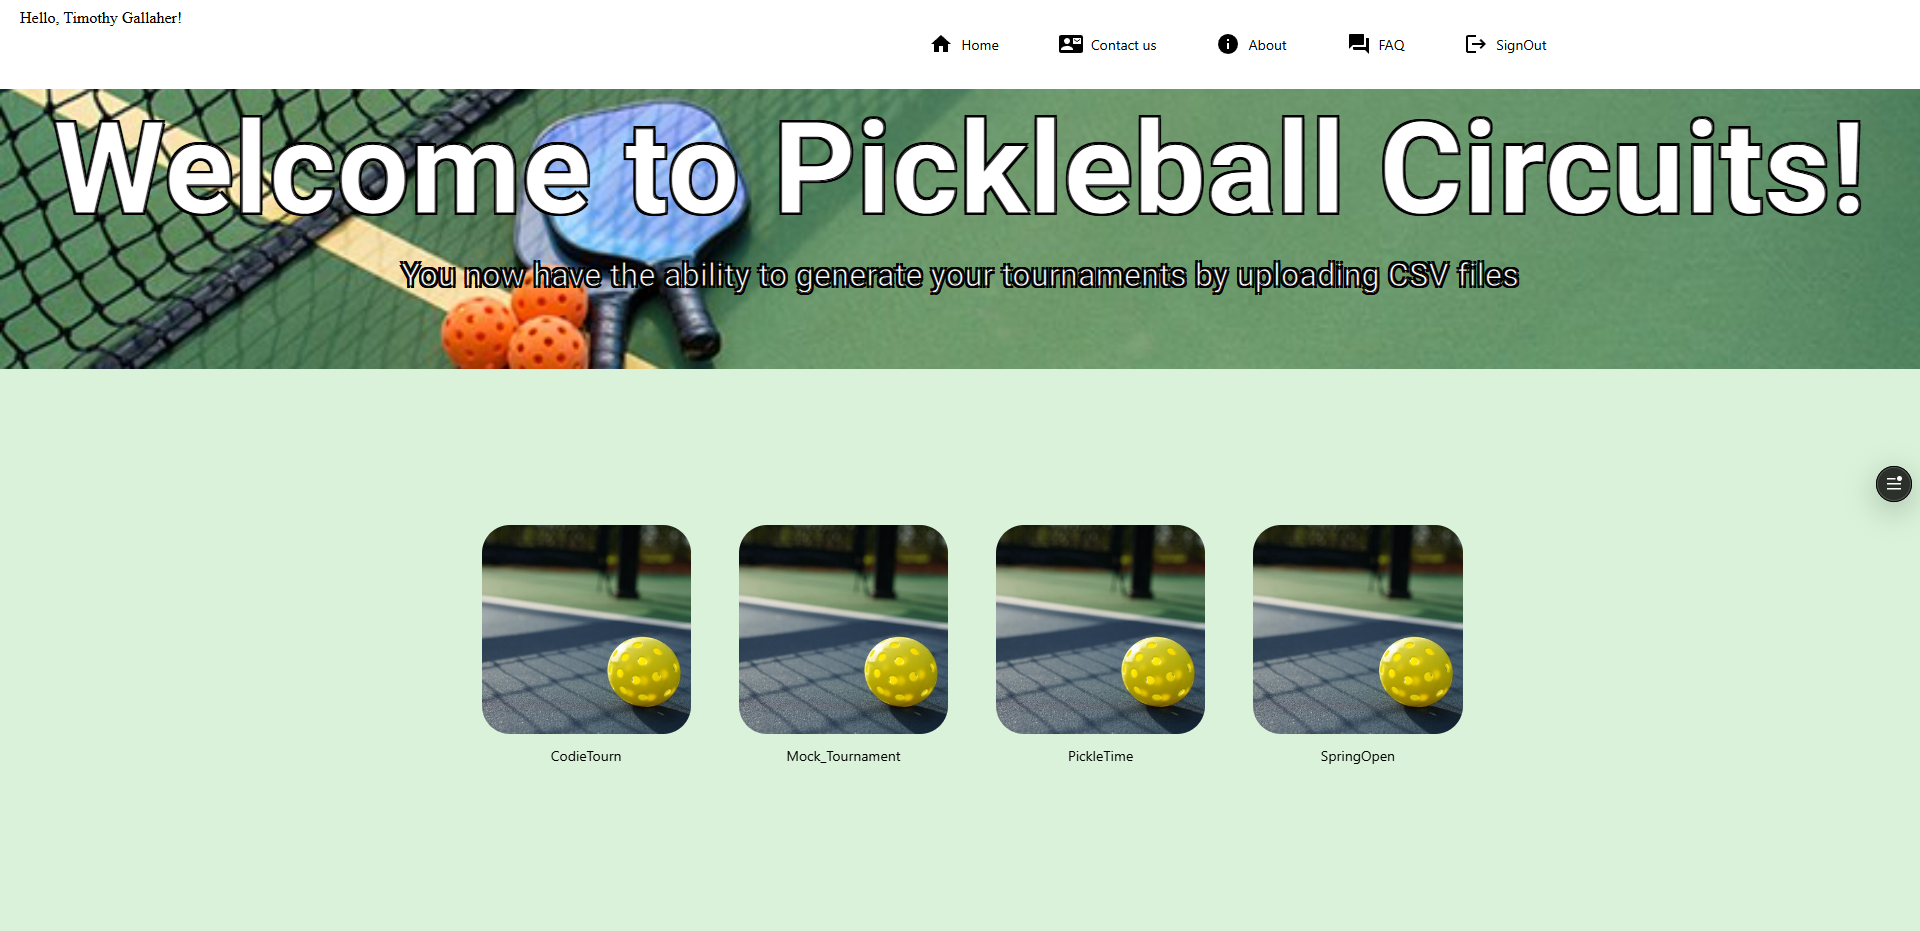 Hello, Timothy Gallaher!
Home Contact us About FAQ SignOut
Welcome to Pickleball Circuits!
You now have the ability to generate your tournaments by uploading CSV files
CodieTourn Mock_Tournament PickleTime SpringOpen